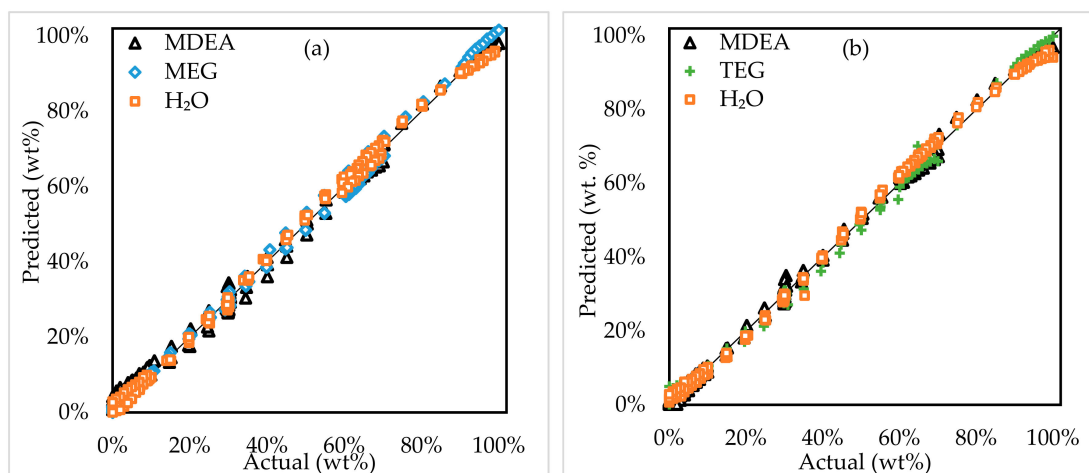 (a)
MDEA
MEG
H₂O
100%
80%
60%
40%
20%
0%
Predicted (wt%)
0% 20% 40% 60% 80% 100%
Actual (wt%)
(b)
MDEA
TEG
H₂O
100%
80%
60%
40%
20%
0%
Predicted (wt. %)
0% 20% 40% 60% 80% 100%
Actual (wt%)